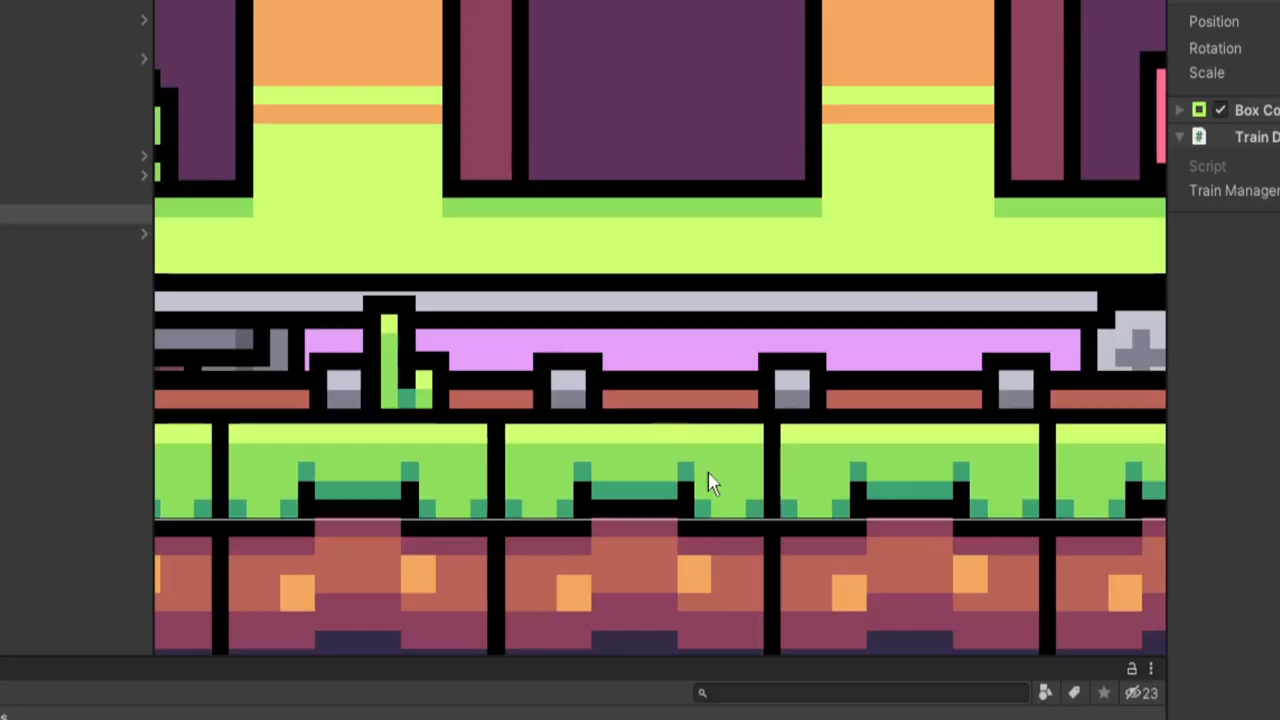 Position
Rotation
Scale
Box Co
Train D
Script
Train Manager
23
s